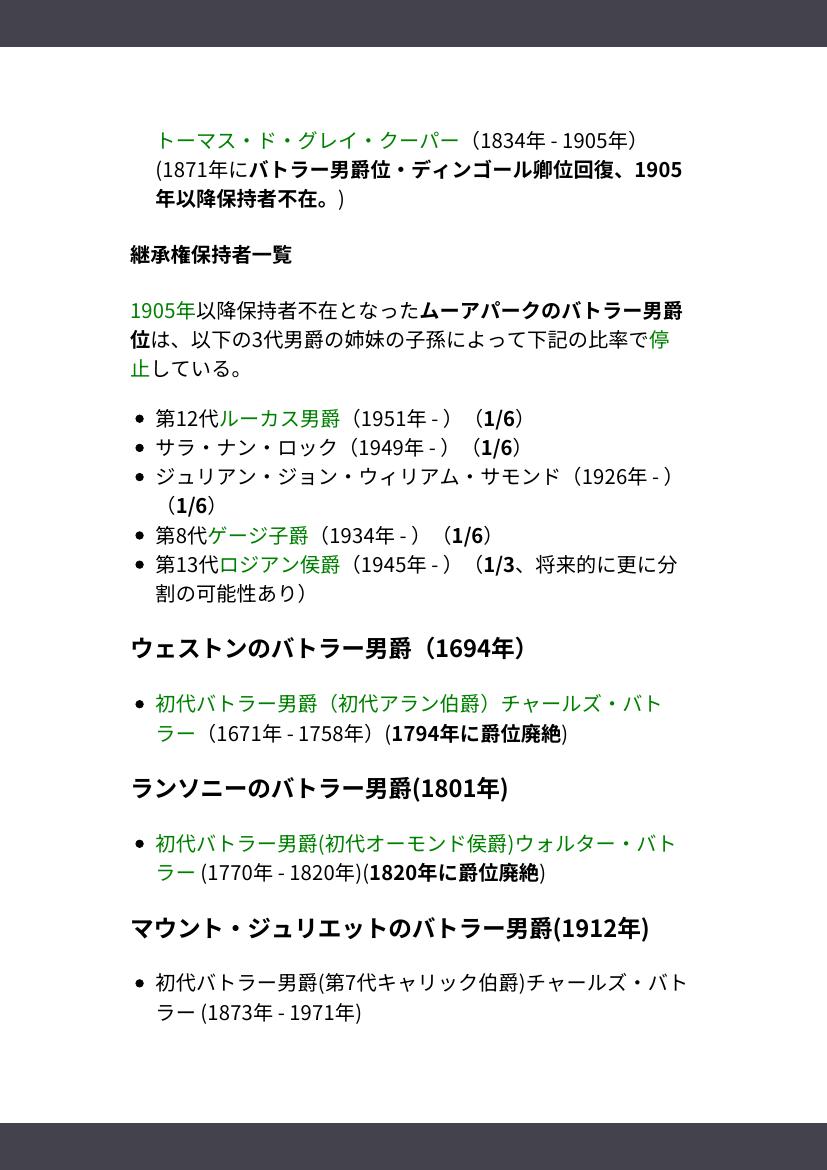 トーマス・ド・グレイ・クーパー（1834年 - 1905年）
(1871年にバトラー男爵位・ディンゴール卿位回復、1905
年以降保持者不在。)
継承権保持者一覧
1905年以降保持者不在となったムーアパークのバトラー男爵
位は、以下の3代男爵の姉妹の子孫によって下記の比率で停
止している。
第12代ルーカス男爵（1951年 - ）（1/6）
サラ・ナン・ロック（1949年 - ）（1/6）
ジュリアン・ジョン・ウィリアム・サモンド（1926年 - ）
（1/6）
第8代ゲージ子爵（1934年 - ）（1/6）
第13代ロジアン侯爵（1945年 - ）（1/3、将来的に更に分
割の可能性あり）
ウェストンのバトラー男爵（1694年）
初代バトラー男爵（初代アラン伯爵）チャールズ・バト
ラー（1671年 - 1758年）(1794年に爵位廃絶)
ランソニーのバトラー男爵(1801年)
初代バトラー男爵(初代オーモンド侯爵)ウォルター・バト
ラー (1770年 - 1820年)(1820年に爵位廃絶)
マウント・ジュリエットのバトラー男爵(1912年)
初代バトラー男爵(第7代キャリック伯爵)チャールズ・バト
ラー (1873年 - 1971年)